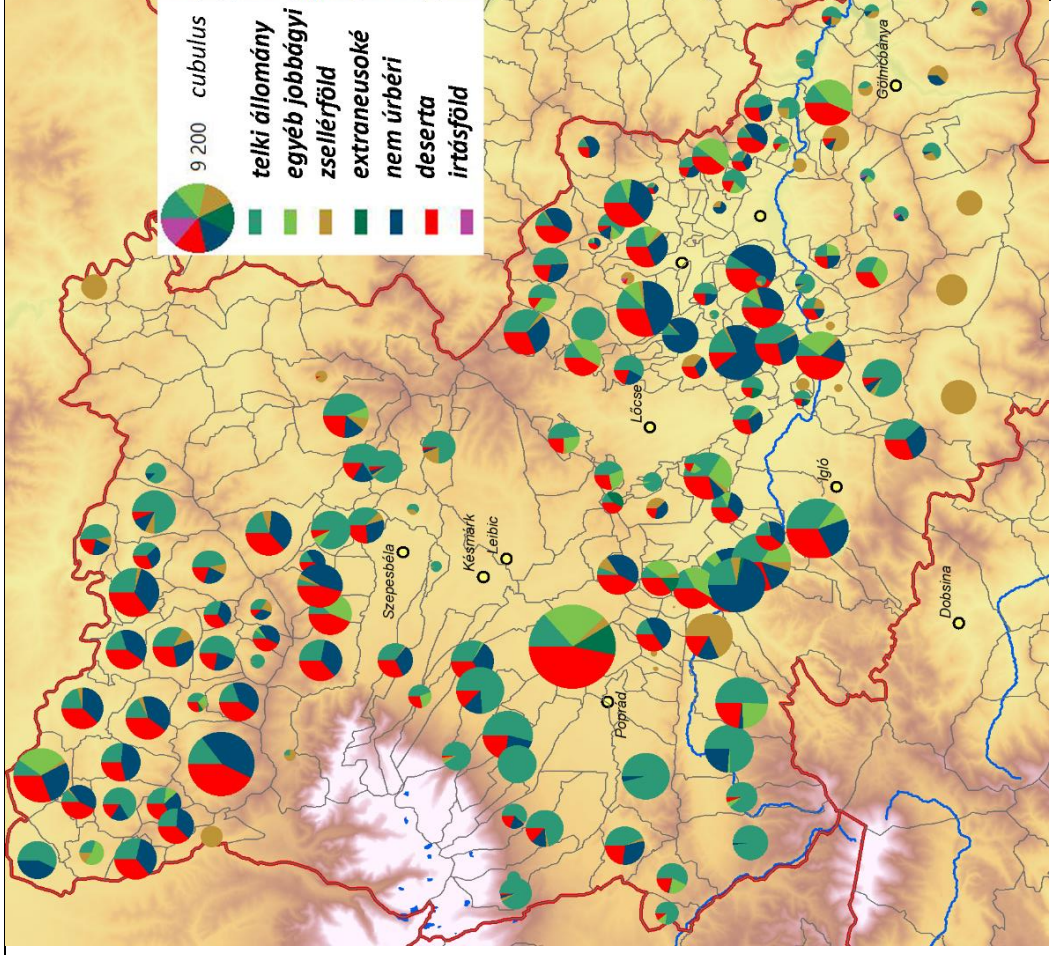 9 200 cubulus
telki állomány
egyéb jobbágyi
zsellérföld
extraneusoké
nem úrbéri
deserta
irtásföld
Szepesbéla
Késmárk
Leibic
Poprád
Lőcse
Igló
Dobsina
Gölnicbánya